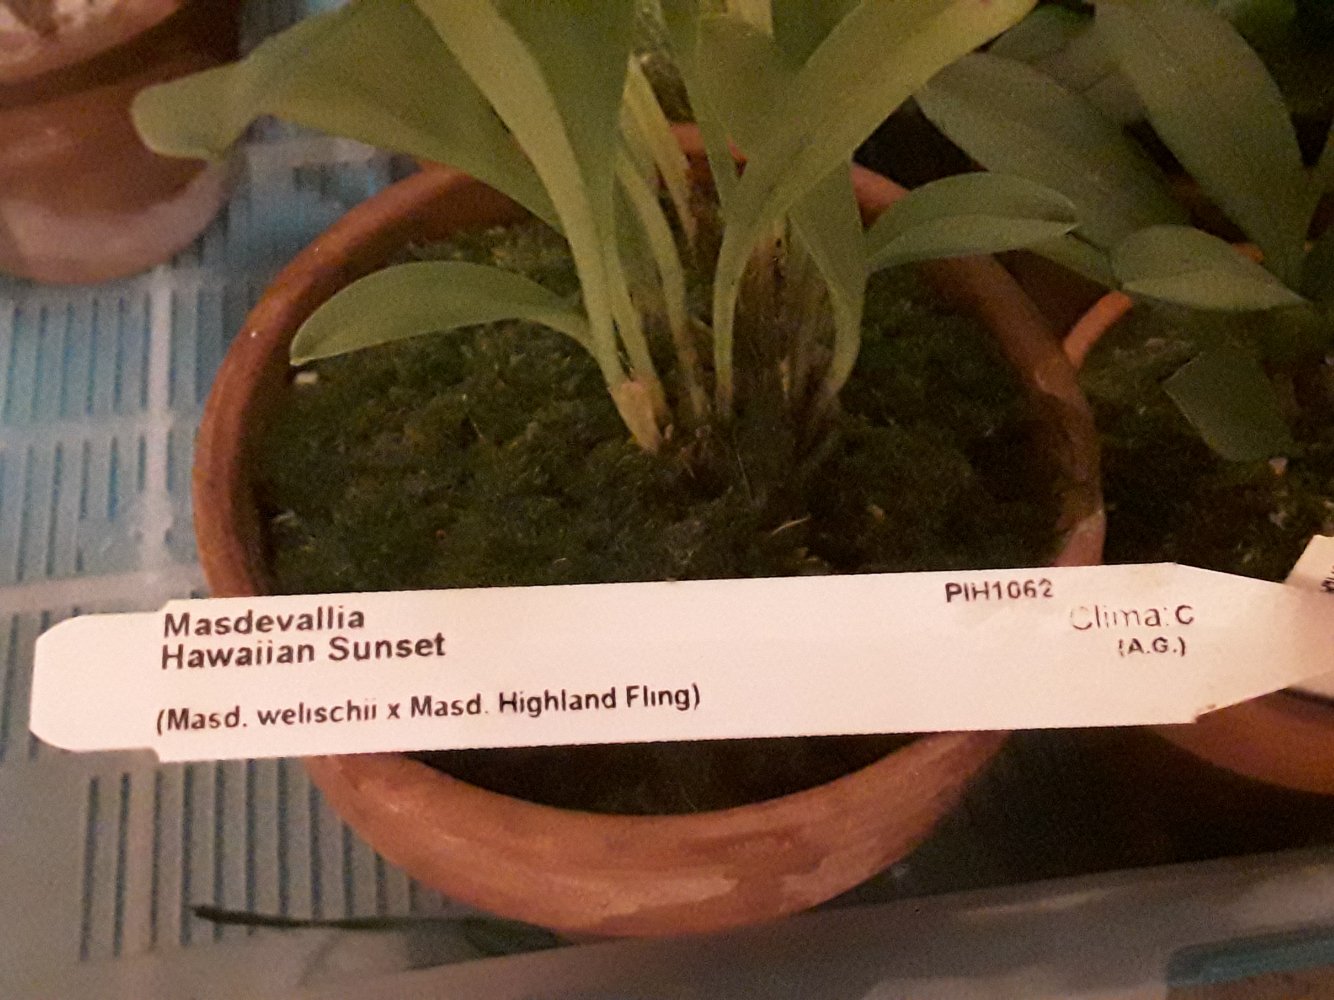 Masdevallia
Hawaiian Sunset
(Masd. welischii x Masd. Highland Fling)
PIH1062
Clima: C
(A.G.)